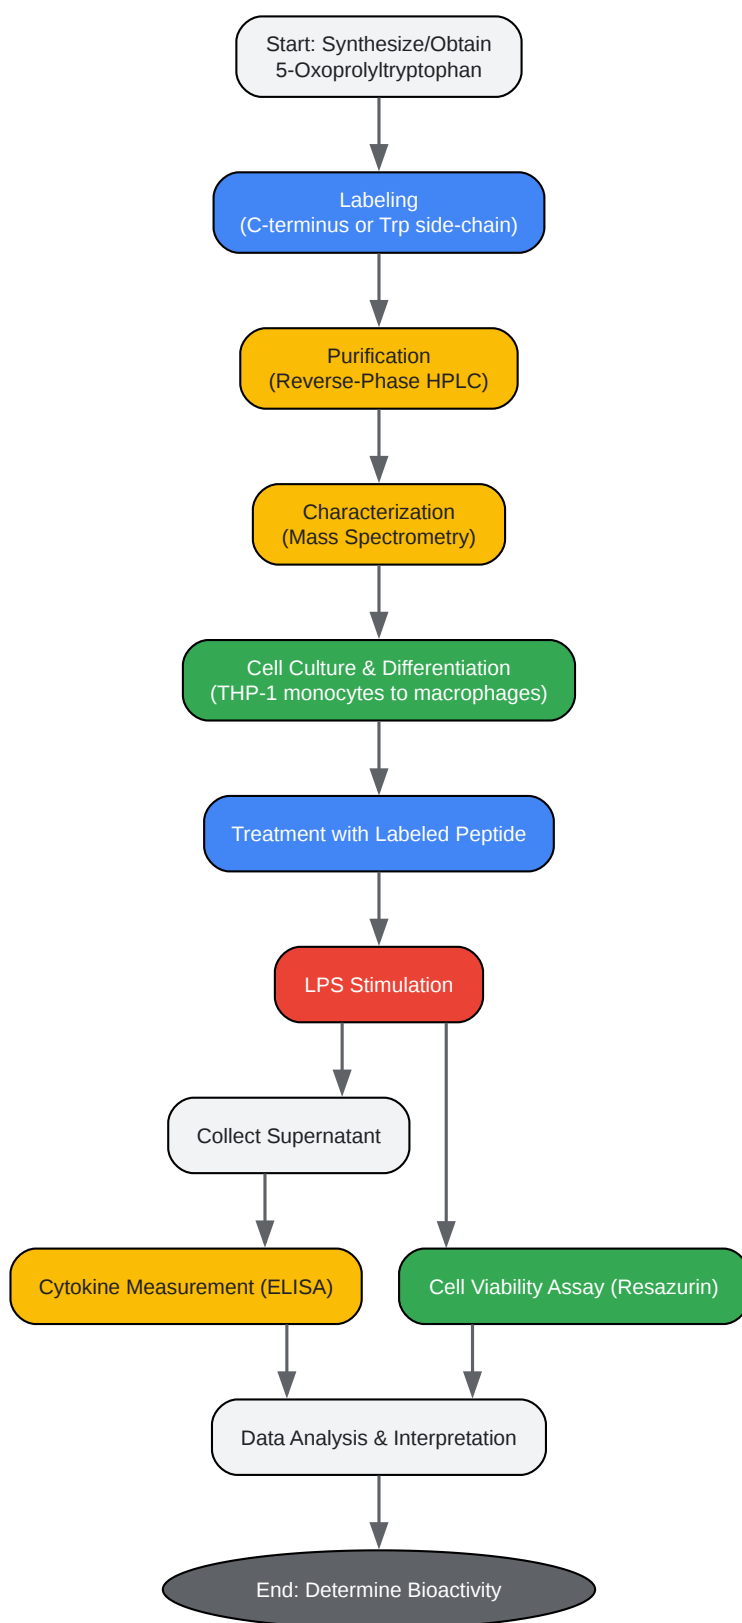 Start: Synthesize/Obtain
5-Oxoprolyltryptophan
Labeling
(C-terminus or Trp side-chain)
Purification
(Reverse-Phase HPLC)
Characterization
(Mass Spectrometry)
Cell Culture & Differentiation
(THP-1 monocytes to macrophages)
Treatment with Labeled Peptide
LPS Stimulation
Collect Supernatant
Cytokine Measurement (ELISA)
Cell Viability Assay (Resazurin)
Data Analysis & Interpretation
End: Determine Bioactivity